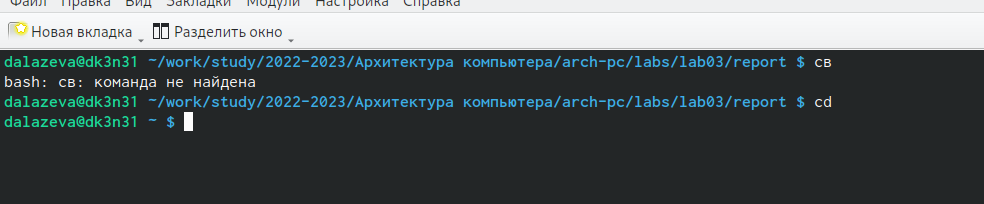 Файл Правка Вид Закладки Модули Настройка Справка
Новая вкладка Разделить окно
dalazeva@dk3n31 ~/work/study/2022-2023/Архитектура компьютера/arch-pc/labs/lab03/report $ св
bash: св: команда не найдена
dalazeva@dk3n31 ~/work/study/2022-2023/Архитектура компьютера/arch-pc/labs/lab03/report $ cd
dalazeva@dk3n31 ~ $